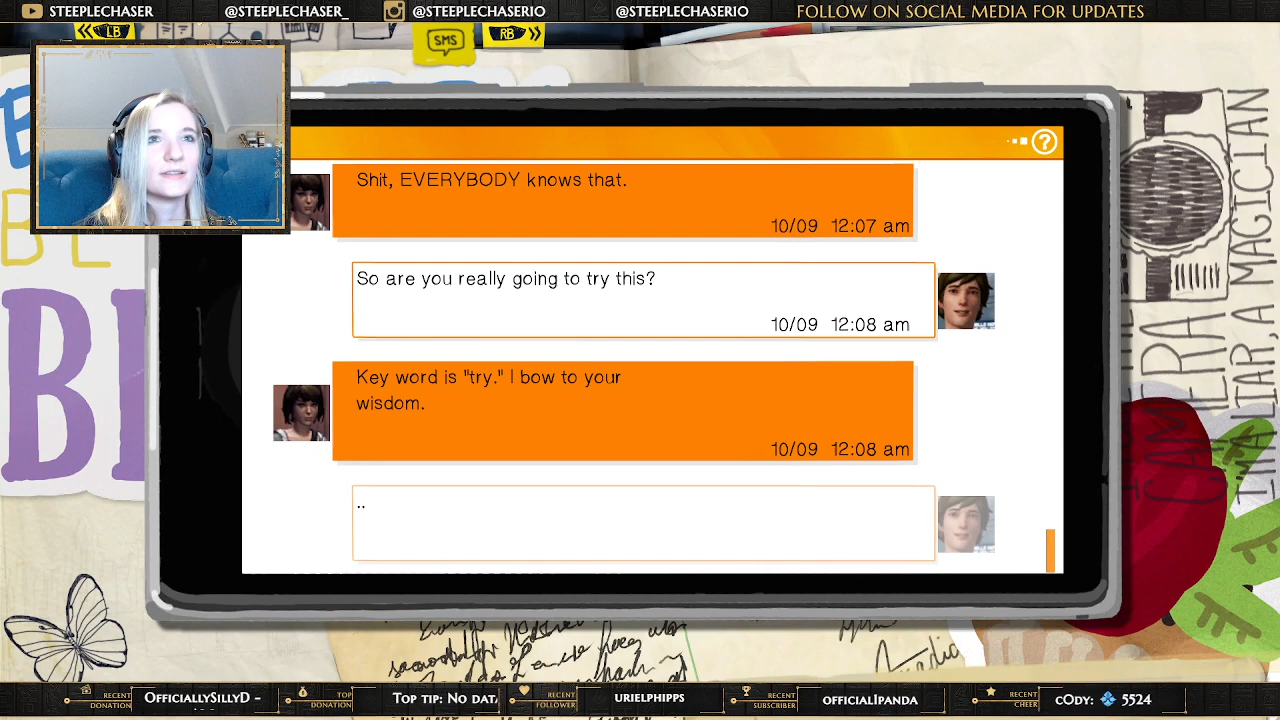 STEEPLECHASER
@STEEPLECHASER_
@STEEPLECHASERIO
@STEEPLECHASERIO
FOLLOW ON SOCIAL MEDIA FOR UPDATES
LB
SMS
RB
Shit, EVERYBODY knows that.
10/09 12:07 am
So are you really going to try this?
10/09 12:08 am
Key word is "try." I bow to your
wisdom.
10/09 12:08 am
..
I'M A LIAR, A MAGICIAN
RECENT DONATION
OFFICIALLYSILLYD -
TOP DONATION
TOP TIP: NO DATA
RECENT FOLLOWER
URIELPHIPPS
RECENT SUBSCRIBER
OFFICIALIPANDA
RECENT CHEER
CODY: 5524